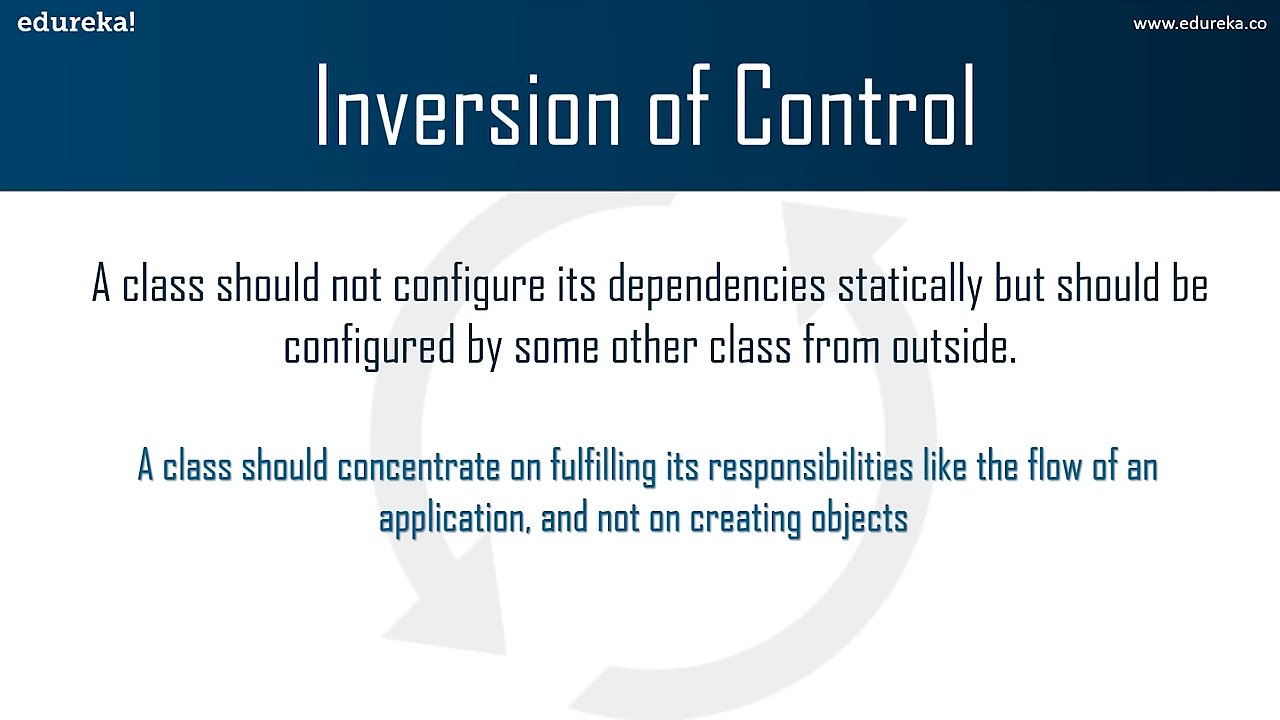 edureka!
www.edureka.co
Inversion of Control
A class should not configure its dependencies statically but should be
configured by some other class from outside.
A class should concentrate on fulfilling its responsibilities like the flow of an
application, and not on creating objects